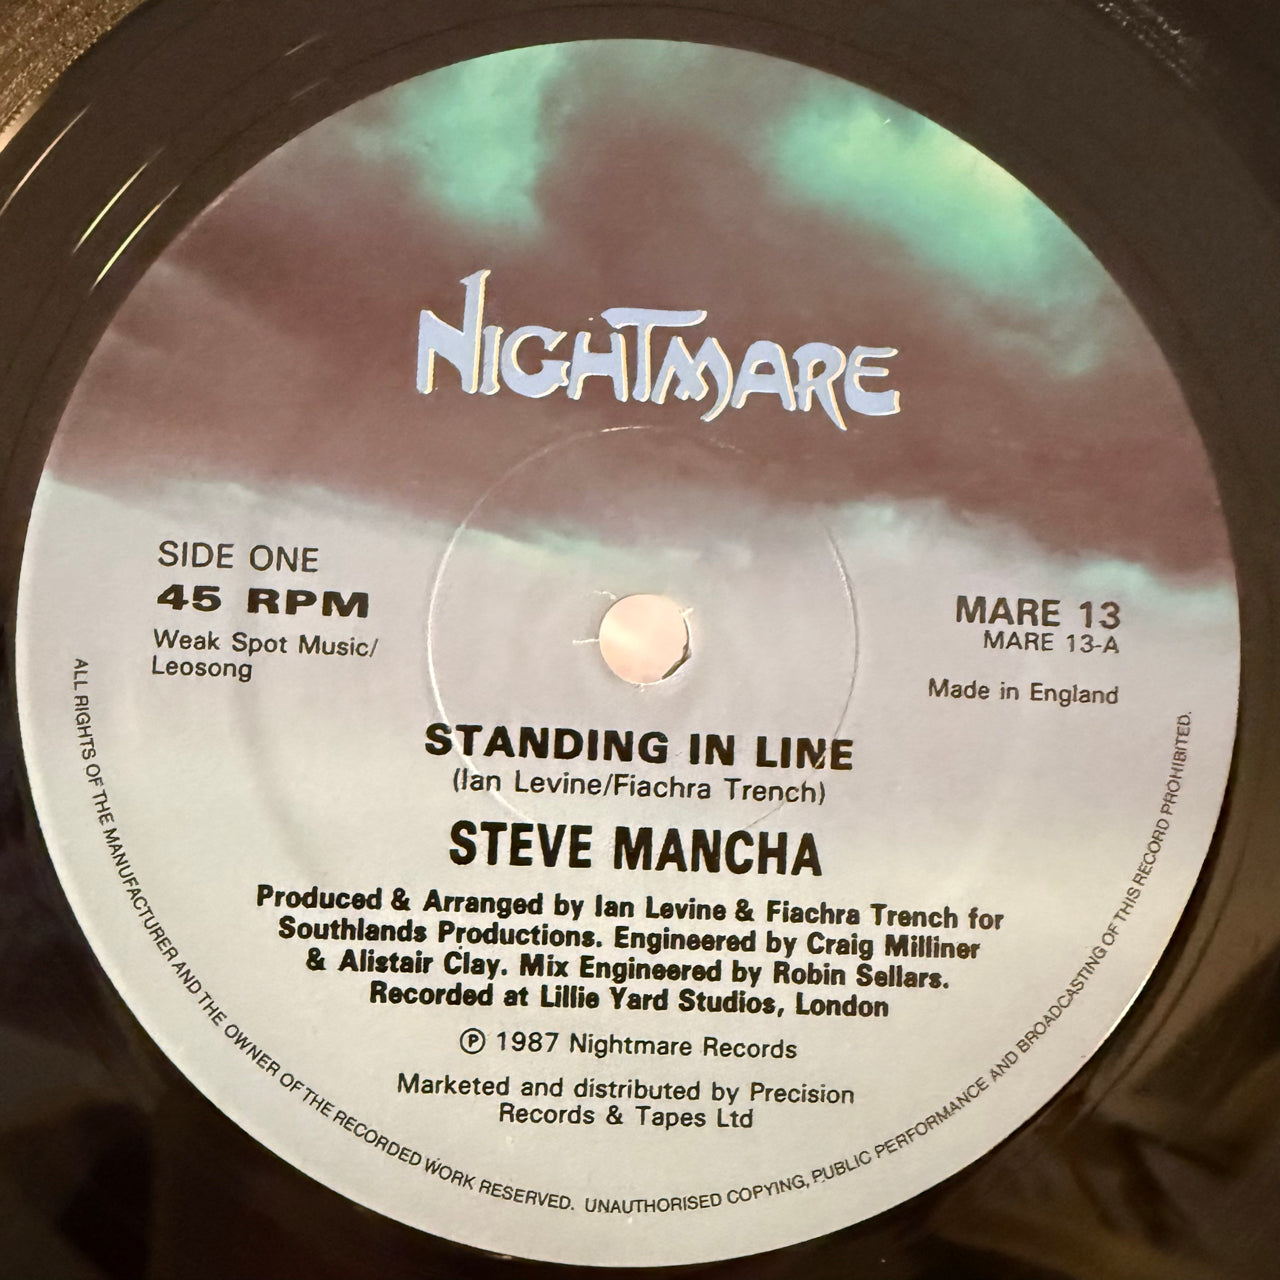 NIGHTMARE
SIDE ONE
45 RPM
Weak Spot Music/
Leosong
MARE 13
MARE 13-A
Made in England
STANDING IN LINE
(Ian Levine/Fiachra Trench)
STEVE MANCHA
Produced & Arranged by Ian Levine & Fiachra Trench for
Southlands Productions. Engineered by Craig Milliner
& Alistair Clay. Mix Engineered by Robin Sellars.
Recorded at Lillie Yard Studios, London
Ⓟ 1987 Nightmare Records
Marketed and distributed by Precision
Records & Tapes Ltd
ALL RIGHTS OF THE MANUFACTURER AND THE OWNER OF THE RECORDED WORK RESERVED. UNAUTHORISED COPYING, PUBLIC PERFORMANCE AND BROADCASTING OF THIS RECORD PROHIBITED.